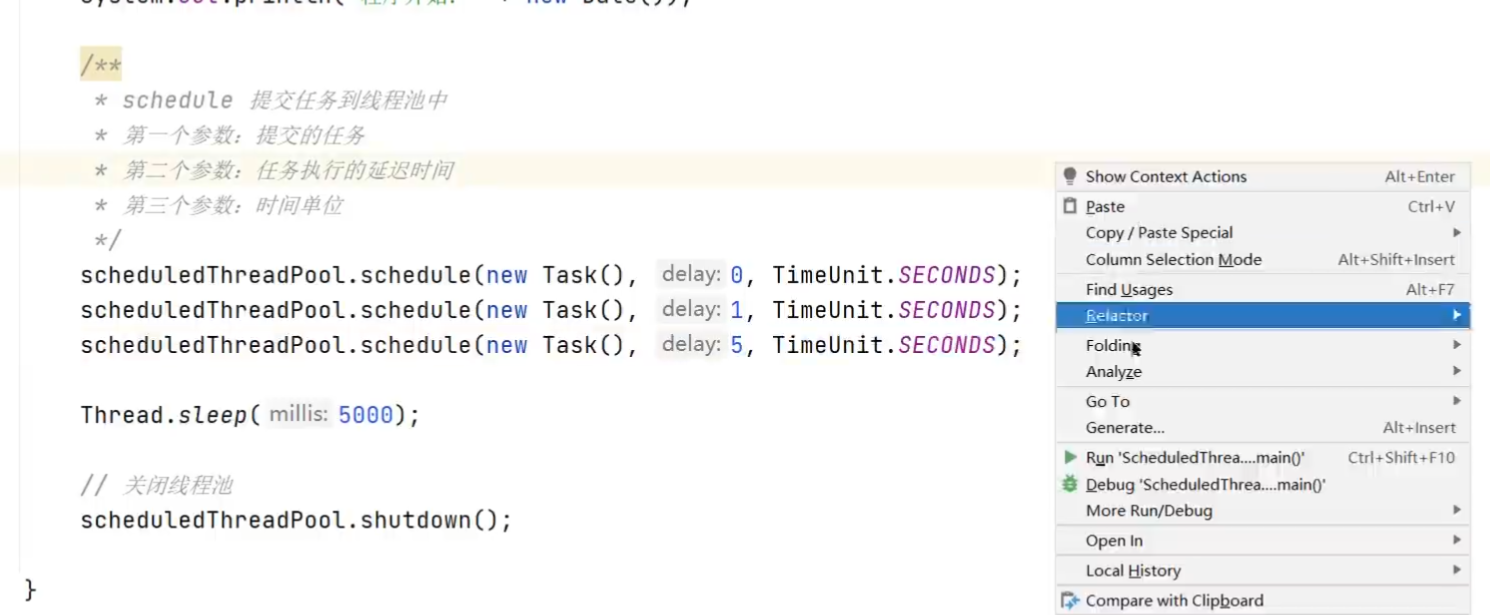 System.out.println("程序开始：" + new Date());
/**
* schedule 提交任务到线程池中
* 第一个参数：提交的任务
* 第二个参数：任务执行的延迟时间
* 第三个参数：时间单位
*/
scheduledThreadPool.schedule(new Task(), delay: 0, TimeUnit.SECONDS);
scheduledThreadPool.schedule(new Task(), delay: 1, TimeUnit.SECONDS);
scheduledThreadPool.schedule(new Task(), delay: 5, TimeUnit.SECONDS);
Thread.sleep( millis: 5000);
// 关闭线程池
scheduledThreadPool.shutdown();
}
Show Context Actions Alt+Enter
Paste Ctrl+V
Copy / Paste Special
Column Selection Mode Alt+Shift+Insert
Find Usages Alt+F7
Refactor
Folding
Analyze
Go To
Generate... Alt+Insert
Run 'ScheduledThrea....main()' Ctrl+Shift+F10
Debug 'ScheduledThrea....main()'
More Run/Debug
Open In
Local History
Compare with Clipboard